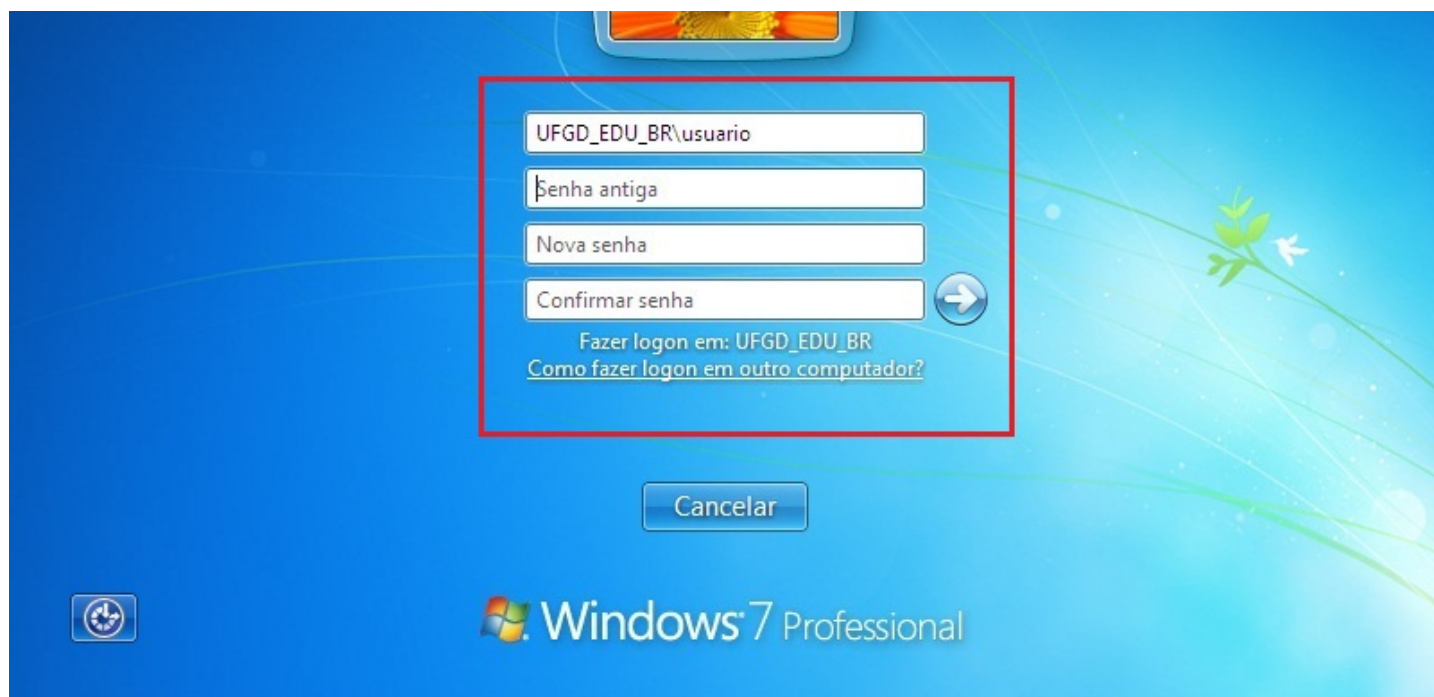 UFGD_EDU_BR\usuario
Senha antiga
Nova senha
Confirmar senha
Fazer logon em: UFGD_EDU_BR
Como fazer logon em outro computador?
Cancelar
Windows 7 Professional